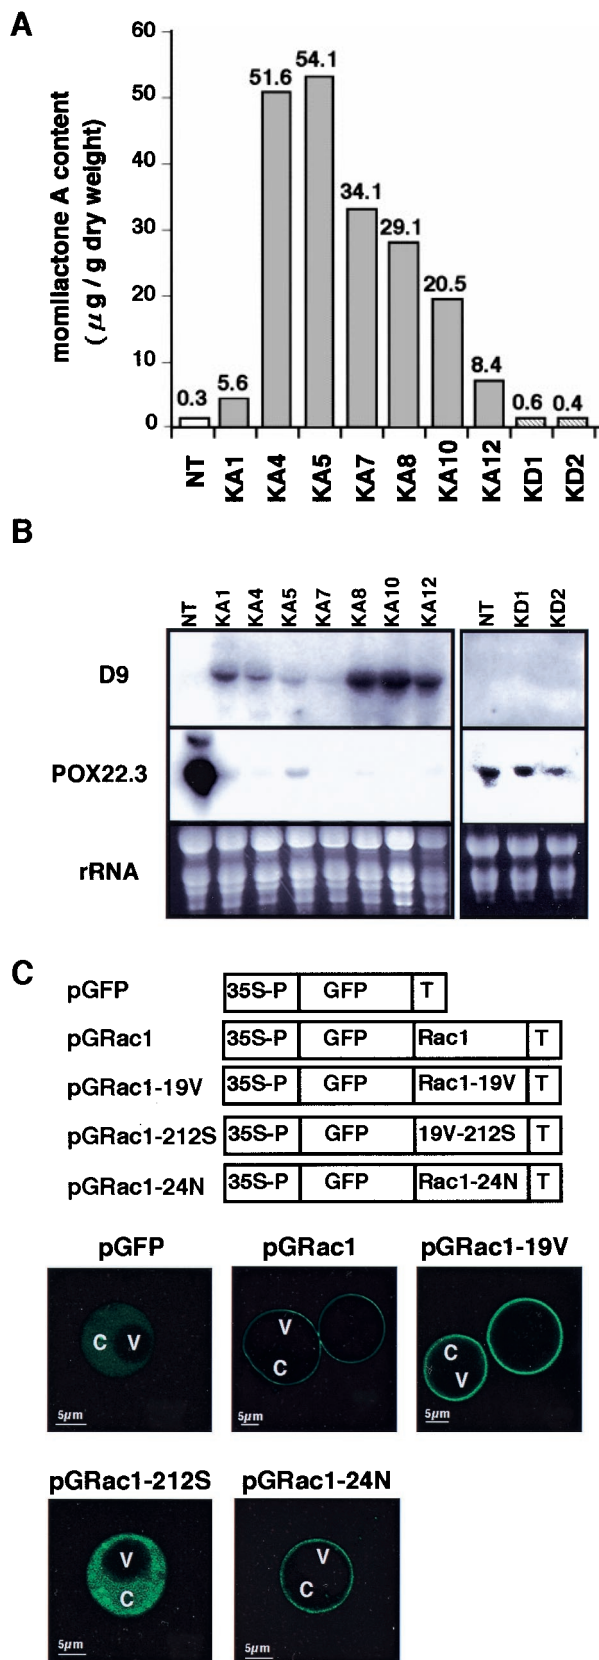 A
momilactone A content
(μg / g dry weight)
60
50
40
30
20
10
0
0.3
5.6
51.6
54.1
34.1
29.1
20.5
8.4
0.6
0.4
NT KA1 KA4 KA5 KA7 KA8 KA10 KA12 KD1 KD2
B
NT KA1 KA4 KA5 KA7 KA8 KA10 KA12 NT KD1 KD2
D9
POX22.3
rRNA
C
pGFP 35S-P GFP T
pGRac1 35S-P GFP Rac1 T
pGRac1-19V 35S-P GFP Rac1-19V T
pGRac1-212S 35S-P GFP 19V-212S T
pGRac1-24N 35S-P GFP Rac1-24N T
pGFP pGRac1 pGRac1-19V
C V
V
C
C
V
5μm 5μm 5μm
pGRac1-212S pGRac1-24N
V
C
V
C
5μm 5μm